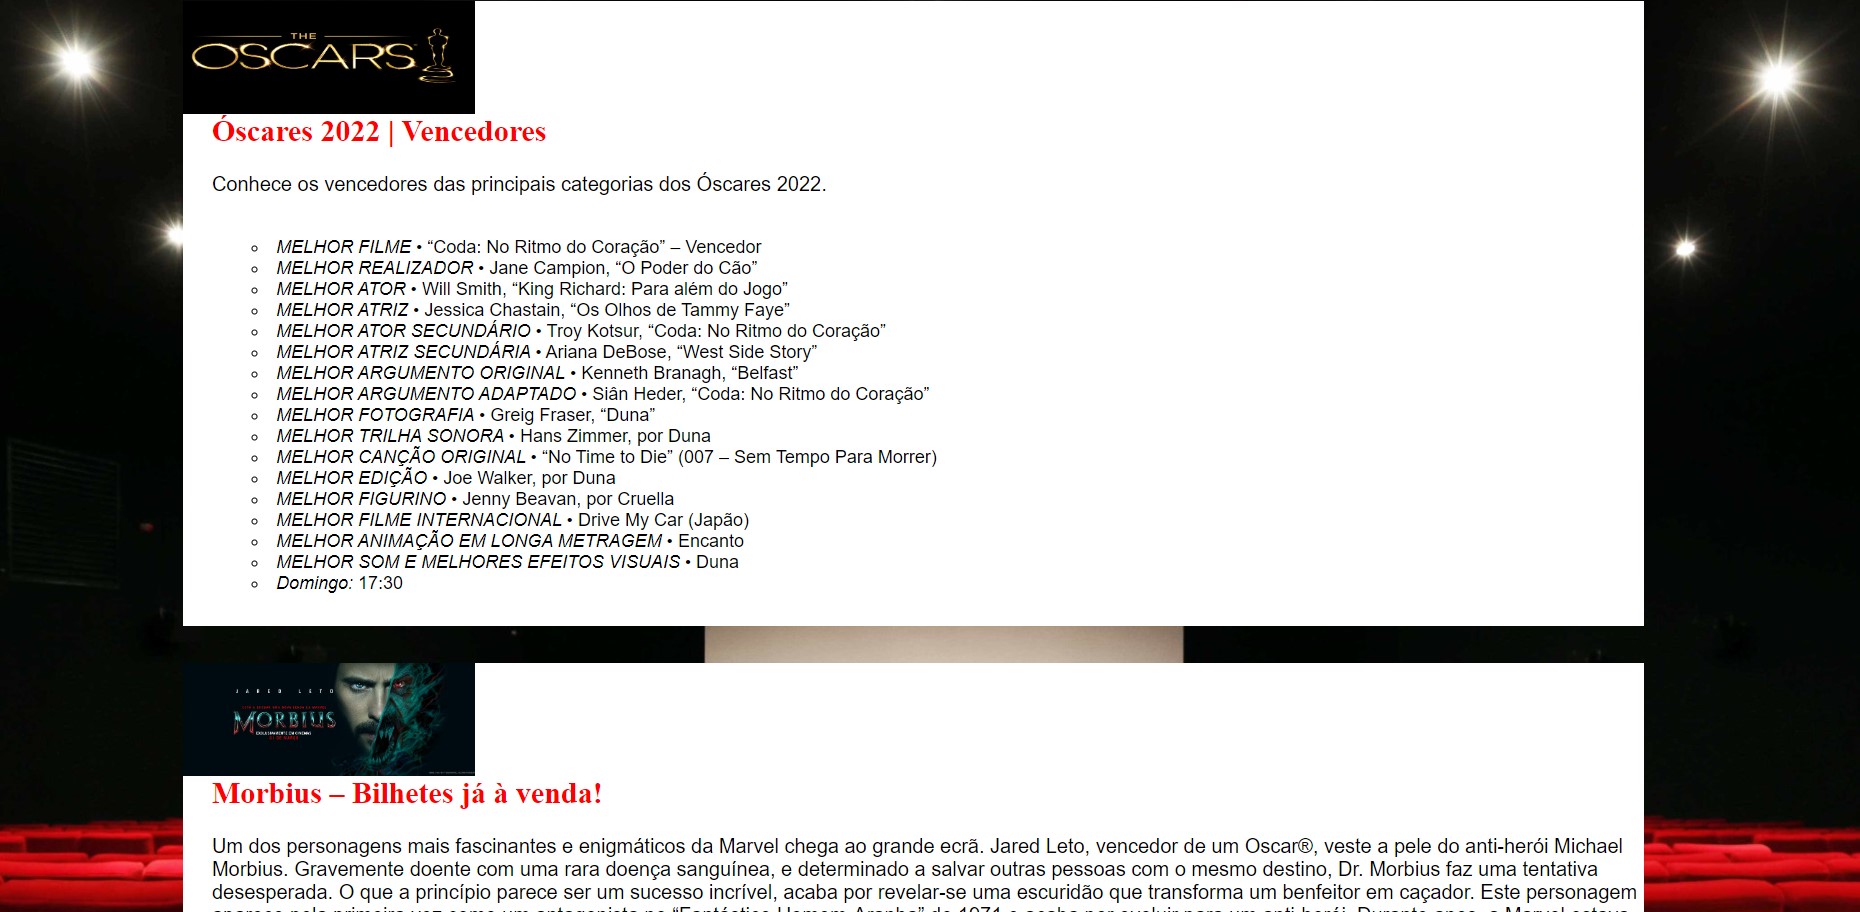 THE
OSCARS
Óscares 2022 | Vencedores
Conhece os vencedores das principais categorias dos Óscares 2022.
MELHOR FILME • “Coda: No Ritmo do Coração” – Vencedor
MELHOR REALIZADOR • Jane Campion, “O Poder do Cão”
MELHOR ATOR • Will Smith, “King Richard: Para além do Jogo”
MELHOR ATRIZ • Jessica Chastain, “Os Olhos de Tammy Faye”
MELHOR ATOR SECUNDÁRIO • Troy Kotsur, “Coda: No Ritmo do Coração”
MELHOR ATRIZ SECUNDÁRIA • Ariana DeBose, “West Side Story”
MELHOR ARGUMENTO ORIGINAL • Kenneth Branagh, “Belfast”
MELHOR ARGUMENTO ADAPTADO • Siân Heder, “Coda: No Ritmo do Coração”
MELHOR FOTOGRAFIA • Greig Fraser, “Duna”
MELHOR TRILHA SONORA • Hans Zimmer, por Duna
MELHOR CANÇÃO ORIGINAL • “No Time to Die” (007 – Sem Tempo Para Morrer)
MELHOR EDIÇÃO • Joe Walker, por Duna
MELHOR FIGURINO • Jenny Beavan, por Cruella
MELHOR FILME INTERNACIONAL • Drive My Car (Japão)
MELHOR ANIMAÇÃO EM LONGA METRAGEM • Encanto
MELHOR SOM E MELHORES EFEITOS VISUAIS • Duna
Domingo: 17:30
JARED LETO
MORBIUS
EXCLUSIVAMENTE EM CINEMAS
Morbius – Bilhetes já à venda!
Um dos personagens mais fascinantes e enigmáticos da Marvel chega ao grande ecrã. Jared Leto, vencedor de um Oscar®, veste a pele do anti-herói Michael
Morbius. Gravemente doente com uma rara doença sanguínea, e determinado a salvar outras pessoas com o mesmo destino, Dr. Morbius faz uma tentativa
desesperada. O que a princípio parece ser um sucesso incrível, acaba por revelar-se uma escuridão que transforma um benfeitor em caçador. Este personagem